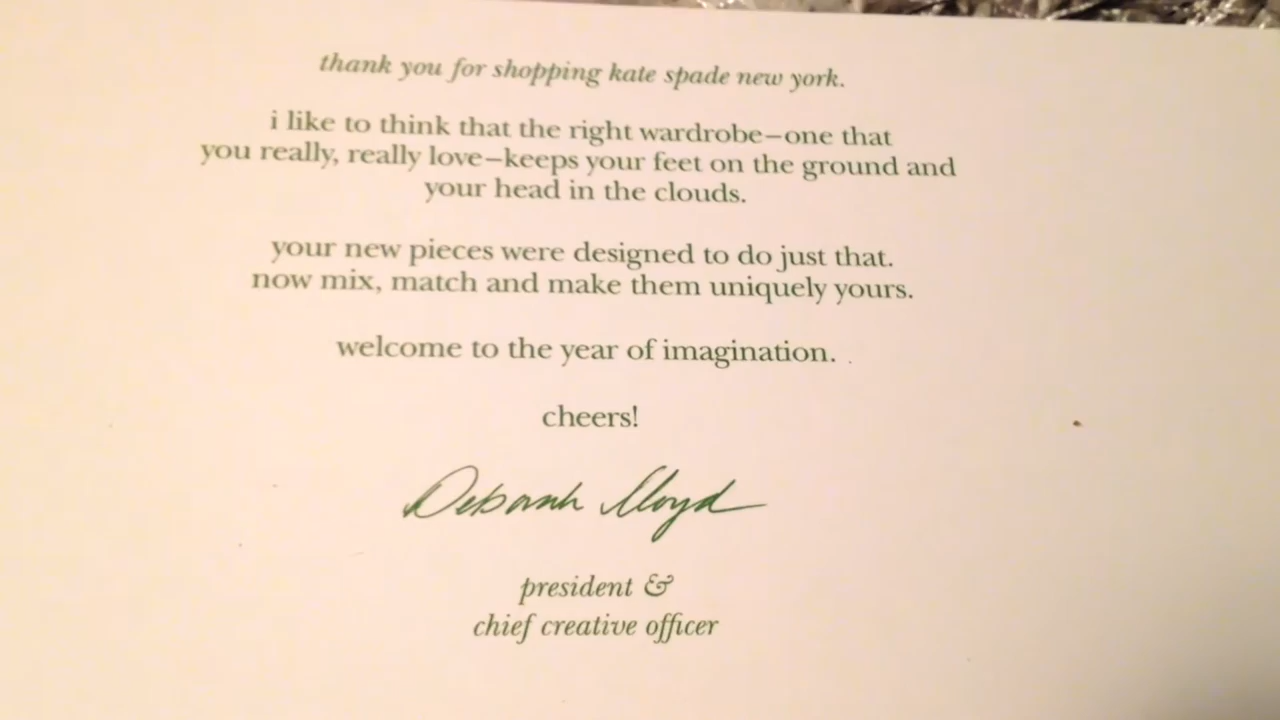 thank you for shopping kate spade new york.
i like to think that the right wardrobe–one that
you really, really love–keeps your feet on the ground and
your head in the clouds.
your new pieces were designed to do just that.
now mix, match and make them uniquely yours.
welcome to the year of imagination.
cheers!
Deborah Lloyd
president &
chief creative officer